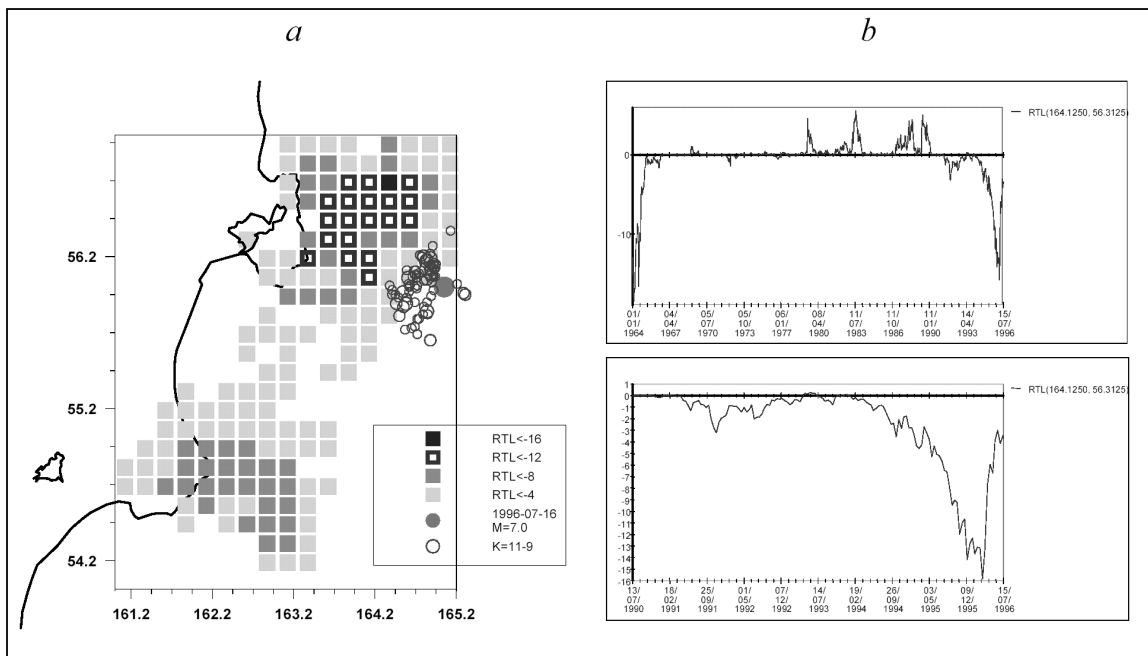 a
b
56.2
55.2
54.2
161.2 162.2 163.2 164.2 165.2
RTL<-16
RTL<-12
RTL<-8
RTL<-4
1996-07-16
M=7.0
K=11-9
RTL(164.1250, 56.3125)
0
-10
01/ 04/ 05/ 05/ 06/ 08/ 11/ 11/ 11/ 14/ 15/
01/ 04/ 07/ 10/ 01/ 04/ 07/ 10/ 01/ 04/ 07/
1964 1967 1970 1973 1977 1980 1983 1986 1990 1993 1996
RTL(164.1250, 56.3125)
1
0
-1
-2
-3
-4
-5
-6
-7
-8
-9
-10
-11
-12
-13
-14
-15
-16
13/ 18/ 25/ 01/ 07/ 14/ 19/ 26/ 03/ 09/ 15/
07/ 02/ 09/ 05/ 12/ 07/ 02/ 09/ 05/ 12/ 07/
1990 1991 1991 1992 1992 1993 1994 1994 1995 1995 1996